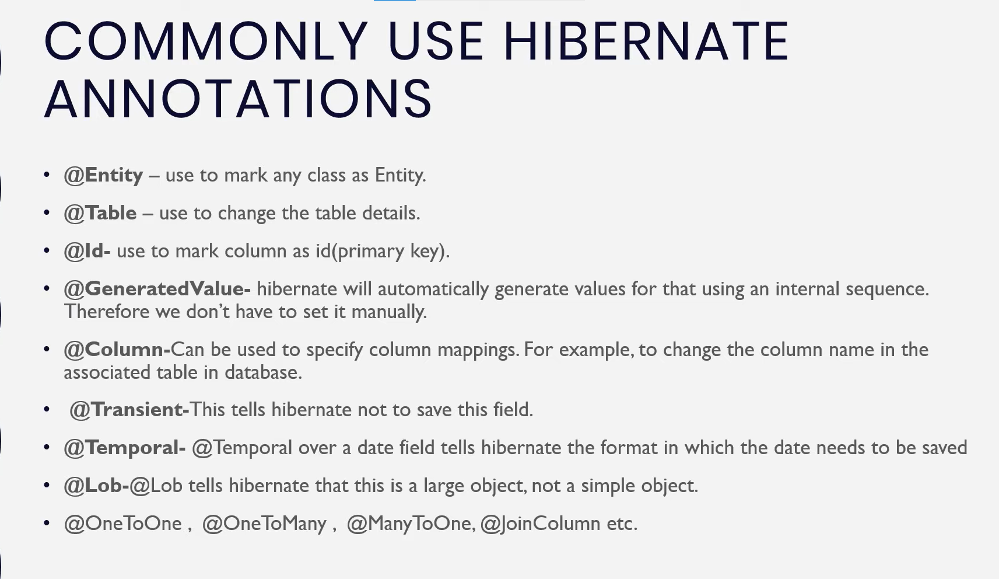 COMMONLY USE HIBERNATE
ANNOTATIONS
• @Entity – use to mark any class as Entity.
• @Table – use to change the table details.
• @Id- use to mark column as id(primary key).
• @GeneratedValue- hibernate will automatically generate values for that using an internal sequence.
Therefore we don’t have to set it manually.
• @Column-Can be used to specify column mappings. For example, to change the column name in the
associated table in database.
• @Transient-This tells hibernate not to save this field.
• @Temporal- @Temporal over a date field tells hibernate the format in which the date needs to be saved
• @Lob-@Lob tells hibernate that this is a large object, not a simple object.
• @OneToOne , @OneToMany , @ManyToOne, @JoinColumn etc.